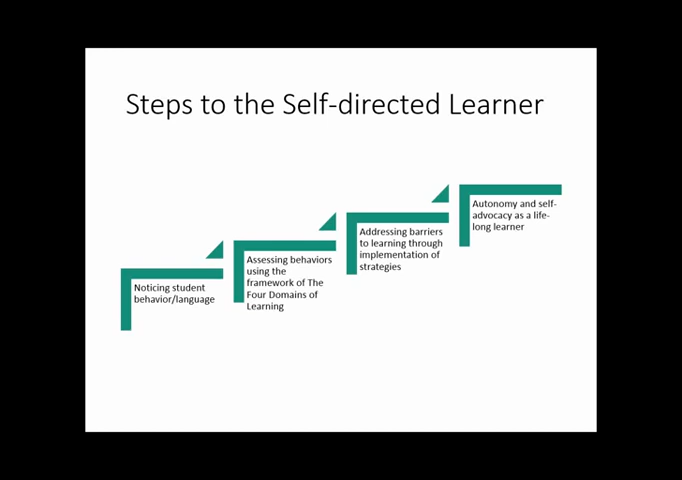 Steps to the Self-directed Learner
Noticing student
behavior/language
Assessing behaviors
using the
framework of The
Four Domains of
Learning
Addressing barriers
to learning through
implementation of
strategies
Autonomy and self-
advocacy as a life-
long learner